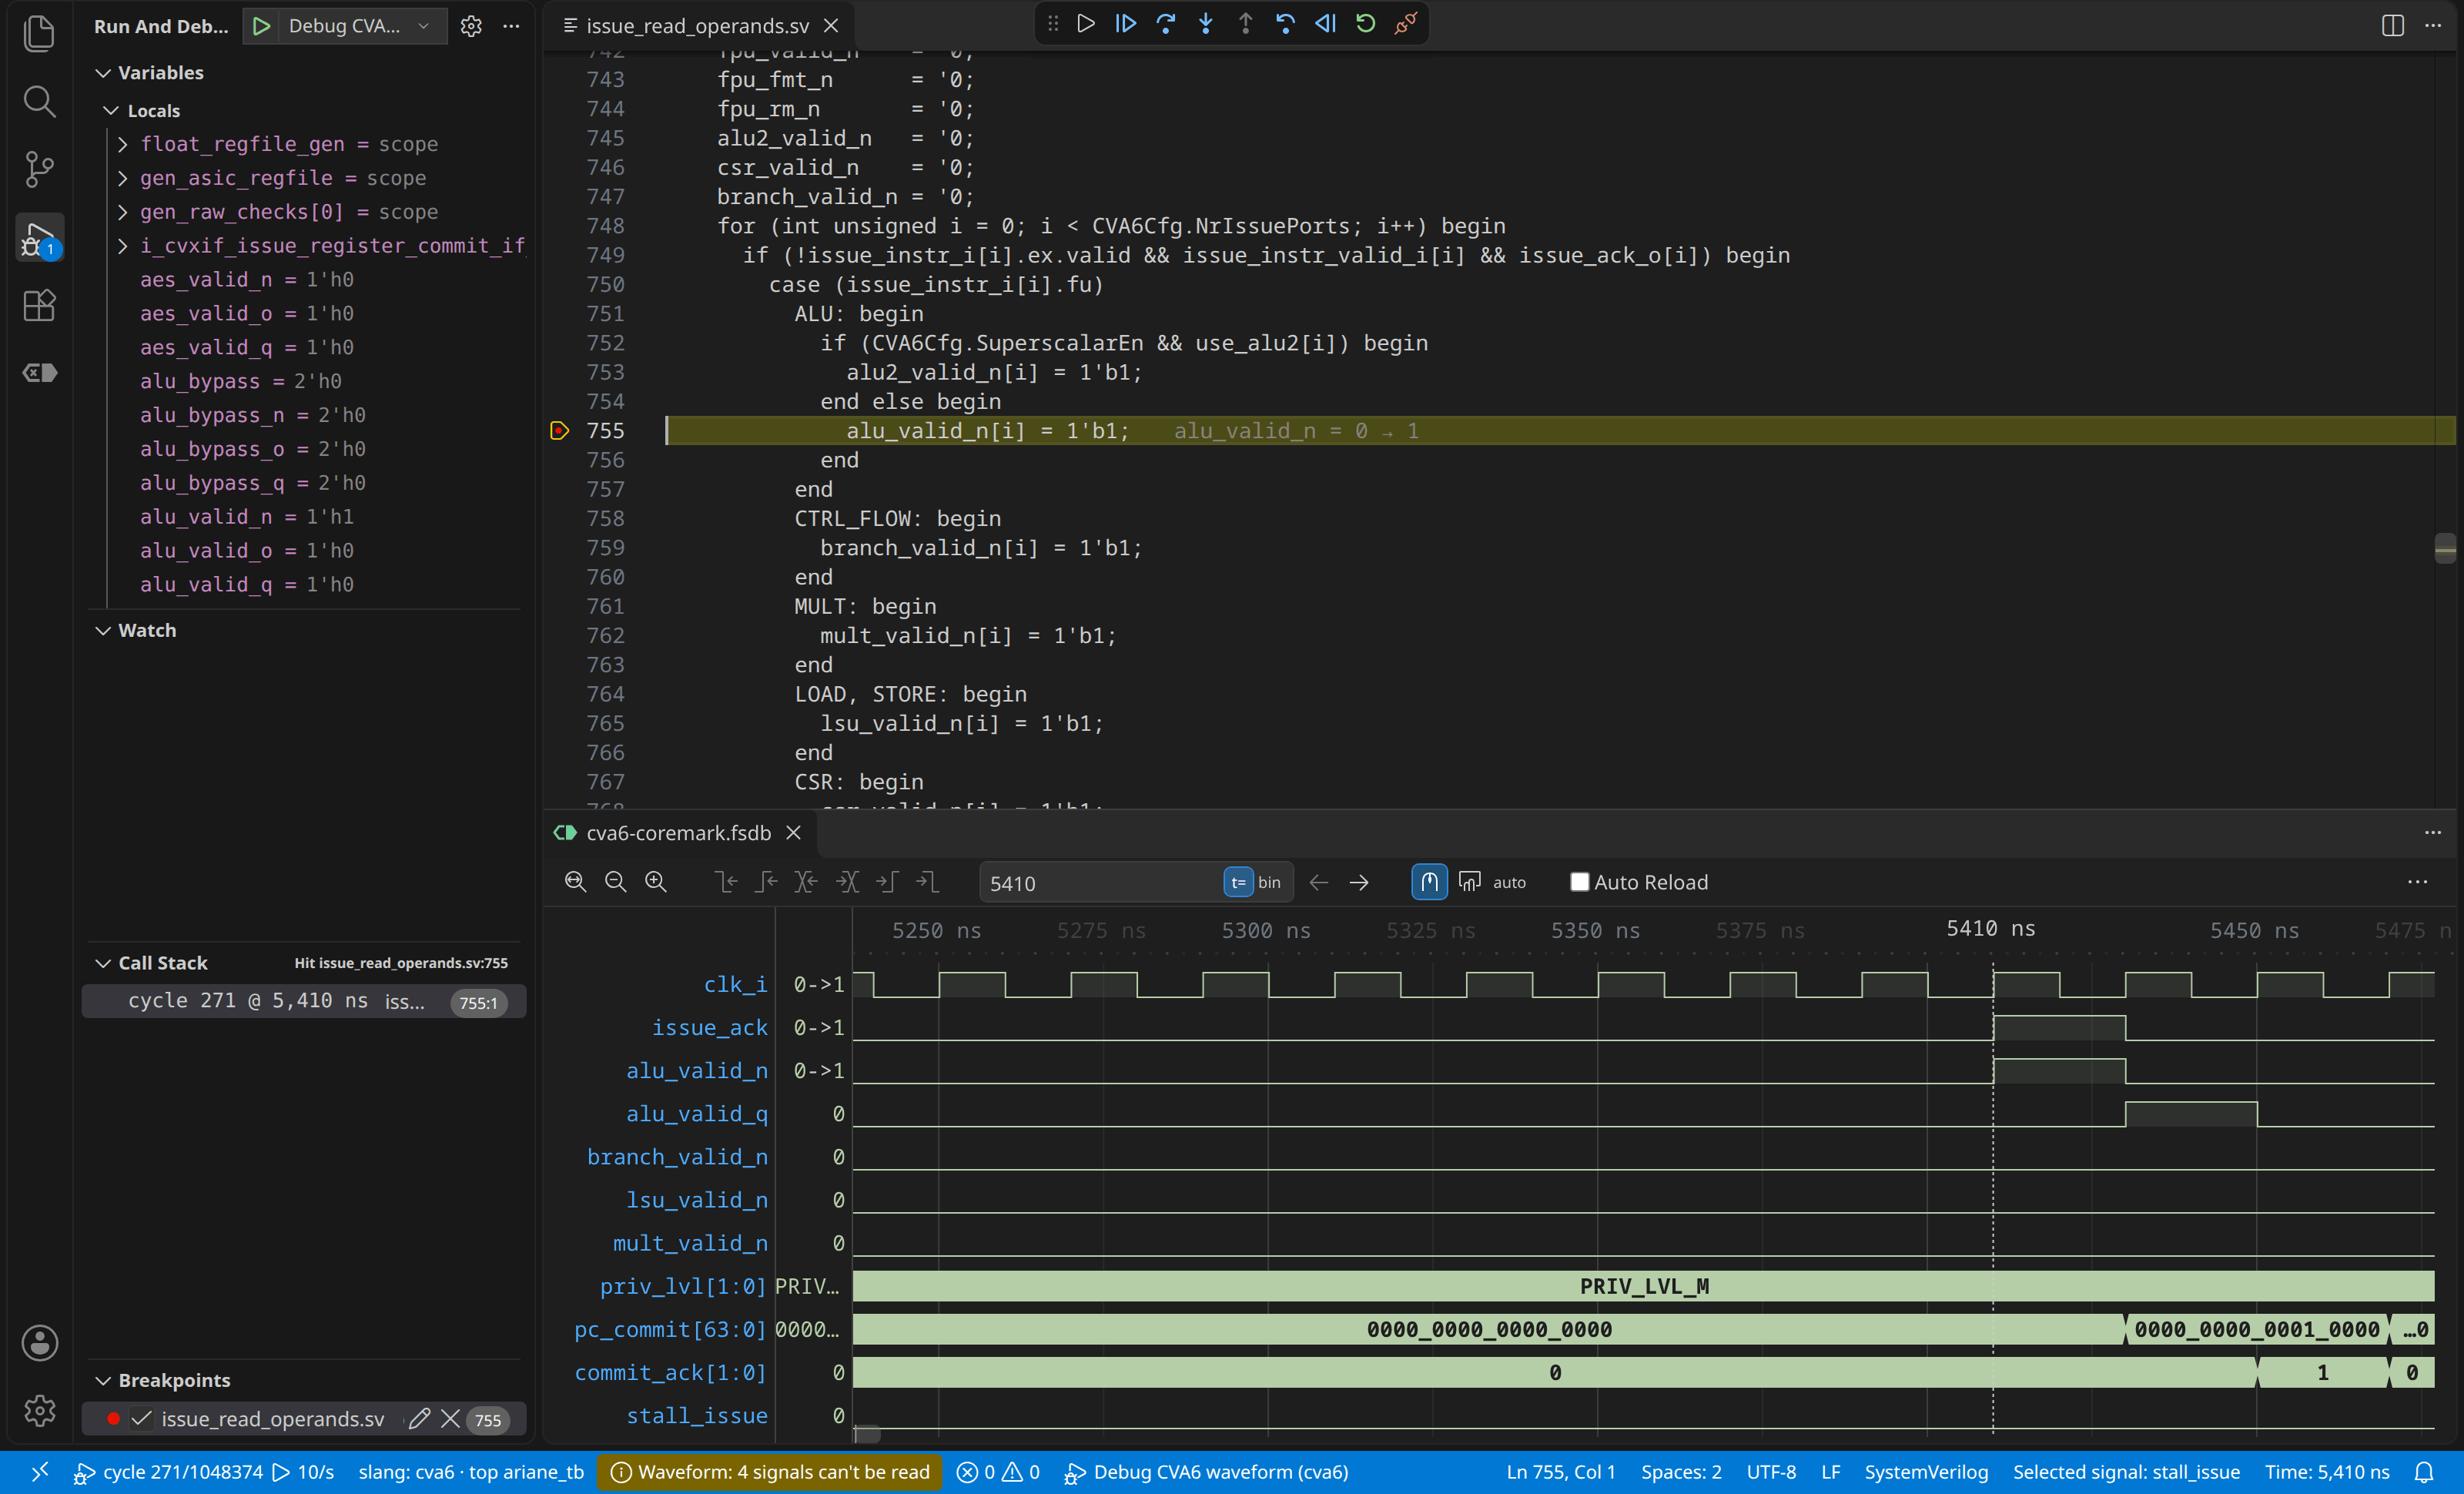 Run And Deb...
Debug CVA...
Variables
Locals
float_regfile_gen = scope
gen_asic_regfile = scope
gen_raw_checks[0] = scope
i_cvxif_issue_register_commit_if_
aes_valid_n = 1'h0
aes_valid_o = 1'h0
aes_valid_q = 1'h0
alu_bypass = 2'h0
alu_bypass_n = 2'h0
alu_bypass_o = 2'h0
alu_bypass_q = 2'h0
alu_valid_n = 1'h1
alu_valid_o = 1'h0
alu_valid_q = 1'h0
Watch
Call Stack Hit issue_read_operands.sv:755
cycle 271 @ 5,410 ns iss... 755:1
Breakpoints
issue_read_operands.sv 755
1
issue_read_operands.sv
742 fpu_valid_n = '0;
743 fpu_fmt_n = '0;
744 fpu_rm_n = '0;
745 alu2_valid_n = '0;
746 csr_valid_n = '0;
747 branch_valid_n = '0;
748 for (int unsigned i = 0; i < CVA6Cfg.NrIssuePorts; i++) begin
749 if (!issue_instr_i[i].ex.valid && issue_instr_valid_i[i] && issue_ack_o[i]) begin
750 case (issue_instr_i[i].fu)
751 ALU: begin
752 if (CVA6Cfg.SuperscalarEn && use_alu2[i]) begin
753 alu2_valid_n[i] = 1'b1;
754 end else begin
755 alu_valid_n[i] = 1'b1; alu_valid_n = 0 → 1
756 end
757 end
758 CTRL_FLOW: begin
759 branch_valid_n[i] = 1'b1;
760 end
761 MULT: begin
762 mult_valid_n[i] = 1'b1;
763 end
764 LOAD, STORE: begin
765 lsu_valid_n[i] = 1'b1;
766 end
767 CSR: begin
768 csr_valid_n[i] = 1'b1;
cva6-coremark.fsdb
5410 t= bin auto Auto Reload
5250 ns 5275 ns 5300 ns 5325 ns 5350 ns 5375 ns 5410 ns 5450 ns 5475 n
clk_i 0->1
issue_ack 0->1
alu_valid_n 0->1
alu_valid_q 0
branch_valid_n 0
lsu_valid_n 0
mult_valid_n 0
priv_lvl[1:0] PRIV... PRIV_LVL_M
pc_commit[63:0] 0000... 0000_0000_0000_0000 0000_0000_0001_0000 ...0
commit_ack[1:0] 0 0 1 0
stall_issue 0
cycle 271/1048374 10/s slang: cva6 · top ariane_tb Waveform: 4 signals can't be read 0 0 Debug CVA6 waveform (cva6) Ln 755, Col 1 Spaces: 2 UTF-8 LF SystemVerilog Selected signal: stall_issue Time: 5,410 ns